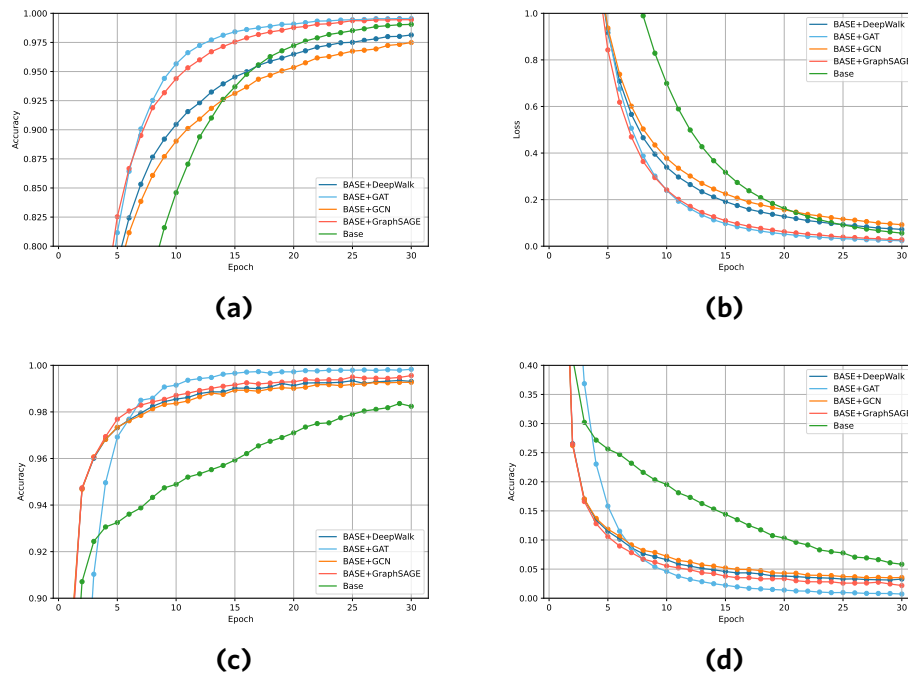 1.000
0.975
0.950
0.925
0.900
0.875
0.850
0.825
0.800
Accuracy
0 5 10 15 20 25 30
Epoch
BASE+DeepWalk
BASE+GAT
BASE+GCN
BASE+GraphSAGE
Base
(a)
1.0
0.8
0.6
0.4
0.2
0.0
Loss
0 5 10 15 20 25 30
Epoch
BASE+DeepWalk
BASE+GAT
BASE+GCN
BASE+GraphSAGE
Base
(b)
1.00
0.98
0.96
0.94
0.92
0.90
Accuracy
0 5 10 15 20 25 30
Epoch
BASE+DeepWalk
BASE+GAT
BASE+GCN
BASE+GraphSAGE
Base
(c)
0.40
0.35
0.30
0.25
0.20
0.15
0.10
0.05
0.00
Accuracy
0 5 10 15 20 25 30
Epoch
BASE+DeepWalk
BASE+GAT
BASE+GCN
BASE+GraphSAGE
Base
(d)